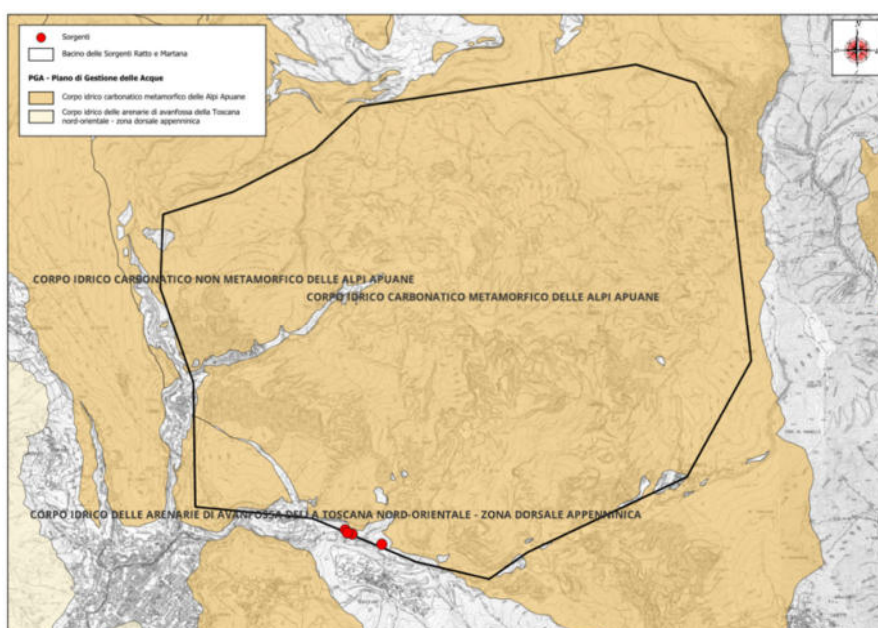 Sorgenti
Bacino delle Sorgenti Ratto e Martana
PGA - Piano di Gestione delle Acque
Corpo idrico carbonatico metamorfico delle Alpi Apuane
Corpo idrico delle arenarie di avanfossa della Toscana
nord-orientale - zona dorsale appenninica
CORPO IDRICO CARBONATICO NON METAMORFICO DELLE ALPI APUANE
CORPO IDRICO CARBONATICO METAMORFICO DELLE ALPI APUANE
CORPO IDRICO DELLE ARENARIE DI AVANFOSSA DELLA TOSCANA NORD-ORIENTALE - ZONA DORSALE APPENNINICA